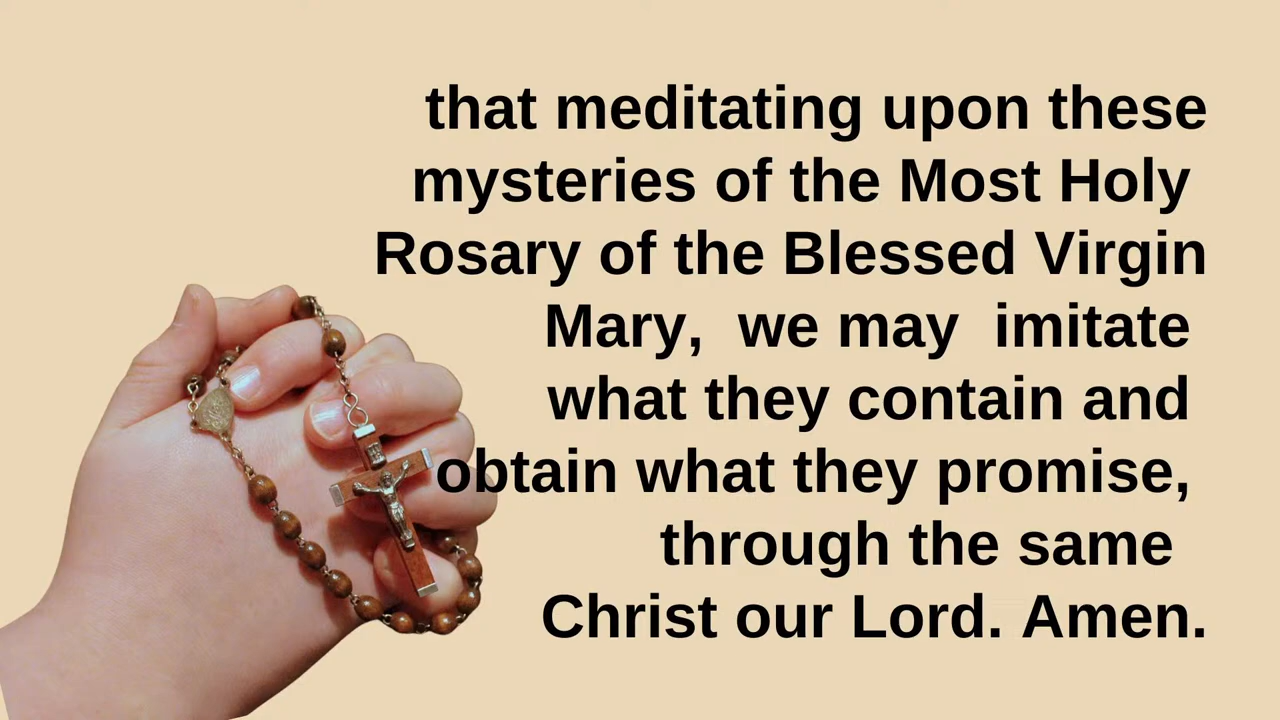 that meditating upon these
mysteries of the Most Holy
Rosary of the Blessed Virgin
Mary, we may imitate
what they contain and
obtain what they promise,
through the same
Christ our Lord. Amen.